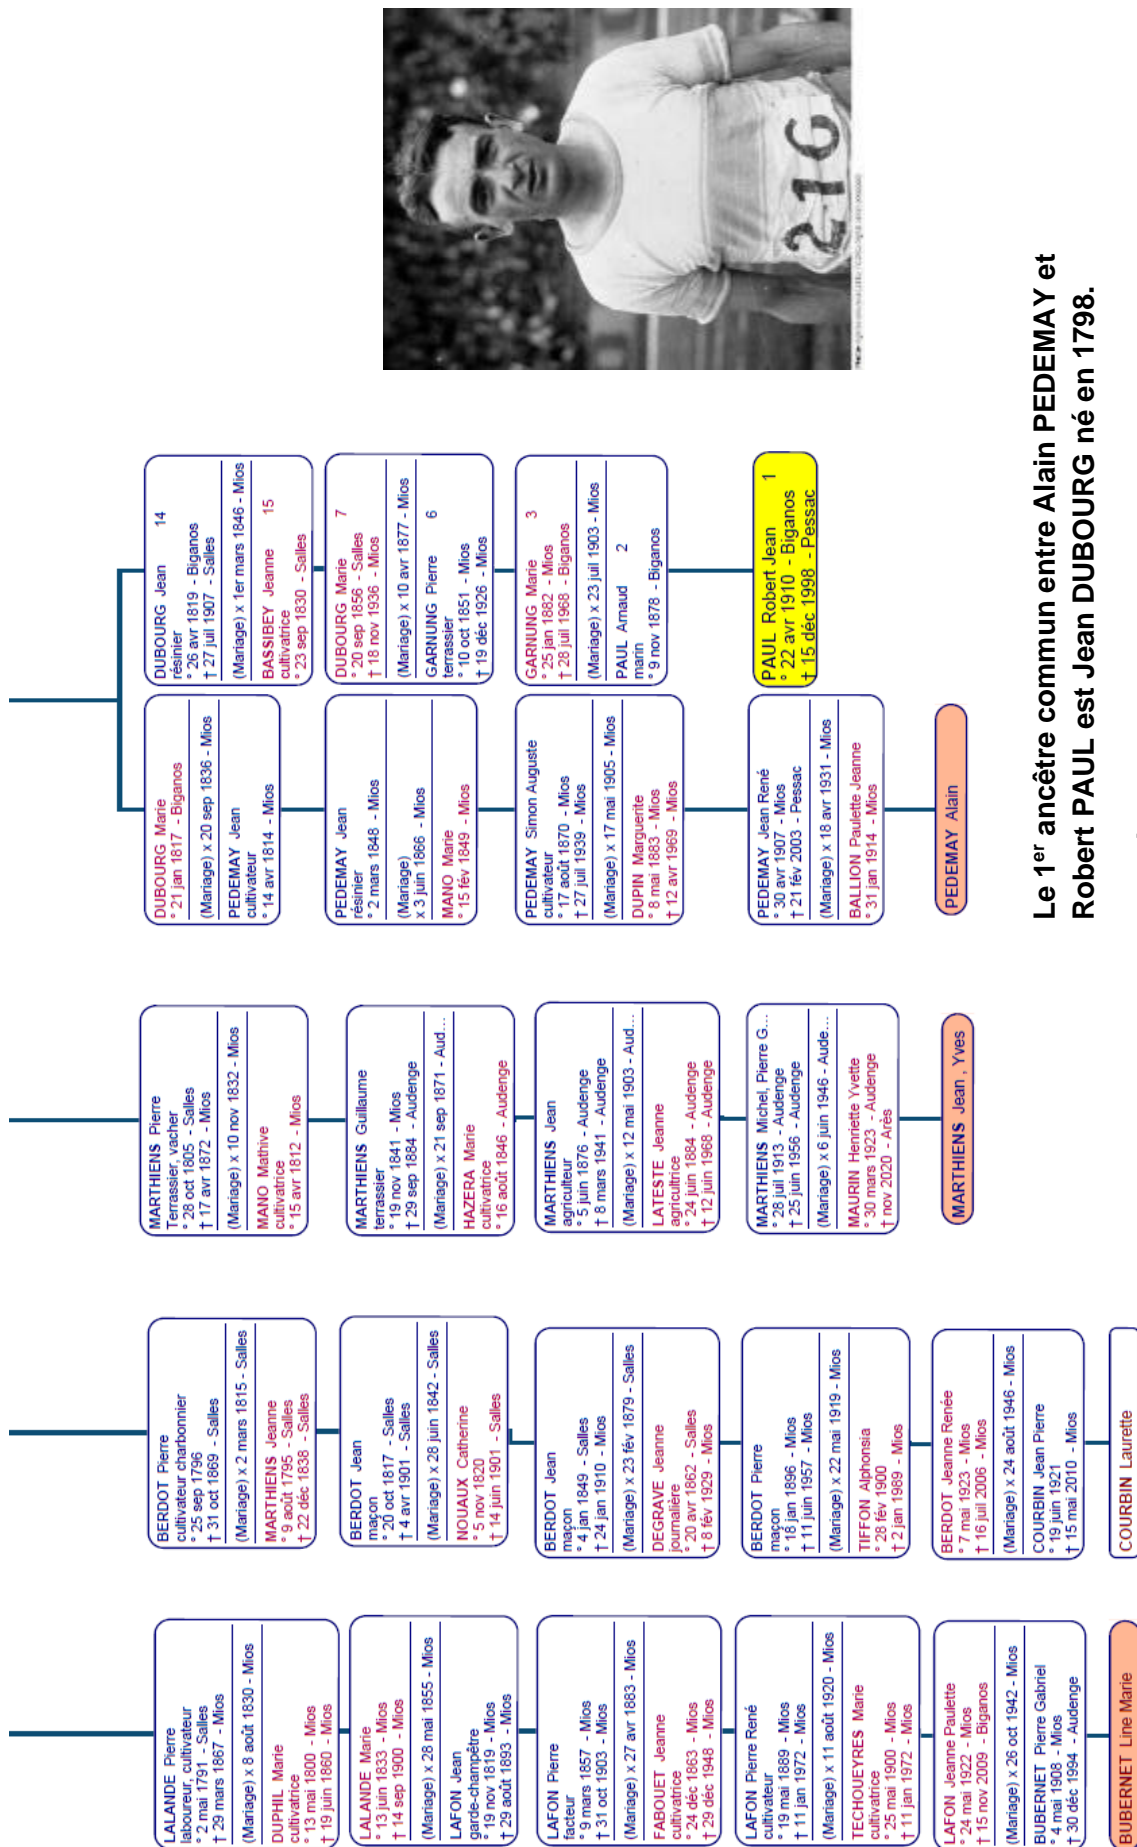 LALANDE Pierre
laboureur, cultivateur
° 2 mai 1791 - Salles
† 29 mars 1867 - Mios
(Mariage) x 8 août 1830 - Mios
DUPHIL Marie
cultivatrice
° 13 mai 1800 - Mios
† 19 juin 1860 - Mios
LALANDE Marie
° 13 juin 1833 - Mios
† 14 sep 1900 - Mios
(Mariage) x 28 mai 1855 - Mios
LAFON Jean
garde-champêtre
° 19 nov 1819 - Mios
† 29 août 1893 - Mios
LAFON Pierre
facteur
° 9 mars 1857 - Mios
† 31 oct 1903 - Mios
(Mariage) x 27 avr 1883 - Mios
FABOUET Jeanne
cultivatrice
° 24 déc 1863 - Mios
† 29 déc 1948 - Mios
LAFON Pierre René
cultivateur
° 19 mai 1889 - Mios
† 11 jan 1972 - Mios
(Mariage) x 11 août 1920 - Mios
TECHOUEYRES Marie
cultivatrice
° 25 mai 1900 - Mios
† 11 jan 1972 - Mios
LAFON Jeanne Paulette
° 24 mai 1922 - Mios
† 15 nov 2009 - Biganos
(Mariage) x 26 oct 1942 - Mios
DUBERNET Pierre Gabriel
° 4 mai 1908 - Mios
† 30 déc 1994 - Audenge
DUBERNET Line Marie
BERDOT Pierre
cultivateur charbonnier
° 25 sep 1796
† 31 oct 1869 - Salles
(Mariage) x 2 mars 1815 - Salles
MARTHIENS Jeanne
° 9 août 1795 - Salles
† 22 déc 1838 - Salles
BERDOT Jean
maçon
° 20 oct 1817 - Salles
† 4 avr 1901 - Salles
(Mariage) x 28 juin 1842 - Salles
NOUAUX Catherine
° 5 nov 1820
† 14 juin 1901 - Salles
BERDOT Jean
maçon
° 4 jan 1849 - Salles
† 24 jan 1910 - Mios
(Mariage) x 23 fév 1879 - Salles
DEGRAVE Jeanne
journalière
° 20 avr 1862 - Salles
† 8 fév 1929 - Mios
BERDOT Pierre
maçon
° 18 jan 1896 - Mios
† 11 juin 1957 - Mios
(Mariage) x 22 mai 1919 - Mios
TIFFON Alphonsia
° 28 fév 1900
† 2 jan 1989 - Mios
BERDOT Jeanne Renée
° 7 mai 1923 - Mios
† 16 juil 2006 - Mios
(Mariage) x 24 août 1946 - Mios
COURBIN Jean Pierre
° 19 juin 1921
† 15 mai 2010 - Mios
COURBIN Laurette
MARTHIENS Pierre
Terrassier, vacher
° 28 oct 1805 - Salles
† 17 avr 1872 - Mios
(Mariage) x 10 nov 1832 - Mios
MANO Mathive
cultivatrice
° 15 avr 1812 - Mios
MARTHIENS Guillaume
terrassier
° 19 nov 1841 - Mios
† 29 sep 1884 - Audenge
(Mariage) x 21 sep 1871 - Aud...
HAZERA Marie
cultivatrice
° 16 août 1846 - Audenge
MARTHIENS Jean
agriculteur
° 5 juin 1876 - Audenge
† 8 mars 1941 - Audenge
(Mariage) x 12 mai 1903 - Aud...
LATESTE Jeanne
agricultrice
° 24 juin 1884 - Audenge
† 12 juin 1968 - Audenge
MARTHIENS Michel, Pierre G...
° 28 juil 1913 - Audenge
† 25 juin 1956 - Audenge
(Mariage) x 6 juin 1946 - Aude...
MAURIN Henriette Yvette
° 30 mars 1923 - Audenge
† nov 2020 - Arès
MARTHIENS Jean , Yves
DUBOURG Marie
° 21 jan 1817 - Biganos
(Mariage) x 20 sep 1836 - Mios
PEDEMAY Jean
cultivateur
° 14 avr 1814 - Mios
PEDEMAY Jean
résinier
° 2 mars 1848 - Mios
(Mariage)
x 3 juin 1866 - Mios
MANO Marie
° 15 fév 1849 - Mios
PEDEMAY Simon Auguste
cultivateur
° 17 août 1870 - Mios
† 27 juil 1939 - Mios
(Mariage) x 17 mai 1905 - Mios
DUPIN Marguerite
° 8 mai 1883 - Mios
† 12 avr 1969 - Mios
PEDEMAY Jean René
° 30 avr 1907 - Mios
† 21 fév 2003 - Pessac
(Mariage) x 18 avr 1931 - Mios
BALLION Paulette Jeanne
° 31 jan 1914 - Mios
PEDEMAY Alain
DUBOURG Jean 14
résinier
° 26 avr 1819 - Biganos
† 27 juil 1907 - Salles
(Mariage) x 1er mars 1846 - Mios
BASSIBEY Jeanne 15
cultivatrice
° 23 sep 1830 - Salles
DUBOURG Marie 7
° 20 sep 1856 - Salles
† 18 nov 1936 - Mios
(Mariage) x 10 avr 1877 - Mios
GARNUNG Pierre 6
terrassier
° 10 oct 1851 - Mios
† 19 déc 1926 - Mios
GARNUNG Marie 3
° 25 jan 1882 - Mios
† 28 juil 1968 - Biganos
(Mariage) x 23 juil 1903 - Mios
PAUL Arnaud 2
marin
° 9 nov 1878 - Biganos
PAUL Robert Jean 1
° 22 avr 1910 - Biganos
† 15 déc 1998 - Pessac
216
Le 1er ancêtre commun entre Alain PEDEMAY et
Robert PAUL est Jean DUBOURG né en 1798.